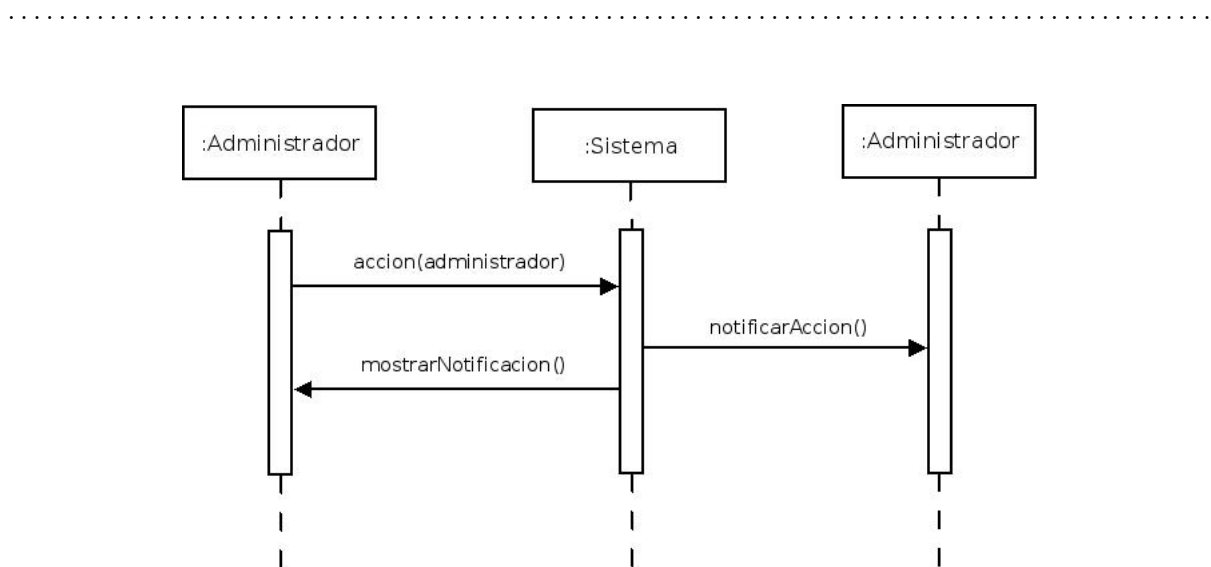 :Administrador
:Sistema
:Administrador
accion(administrador)
notificarAccion()
mostrarNotificacion()